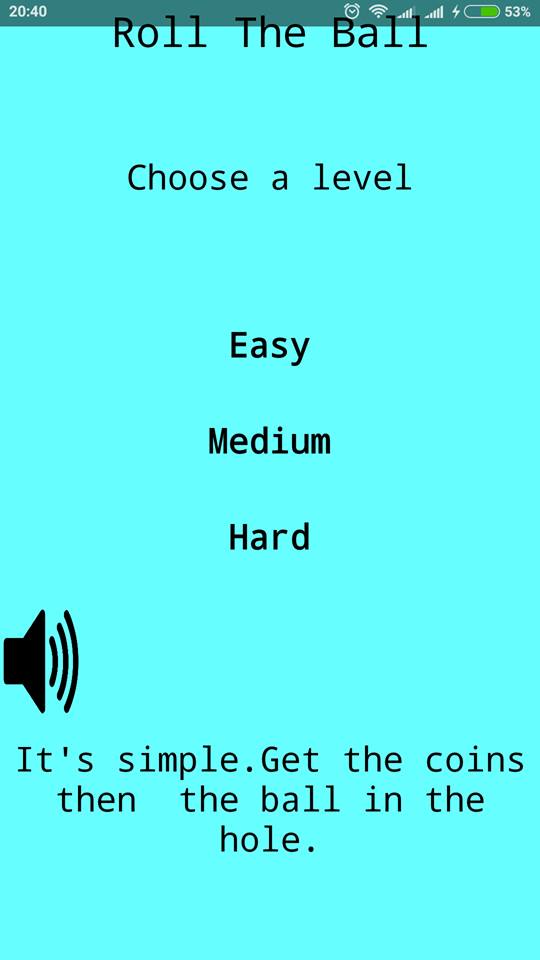 20:40 53%
Roll The Ball
Choose a level
Easy
Medium
Hard
It's simple.Get the coins
then  the ball in the
hole.